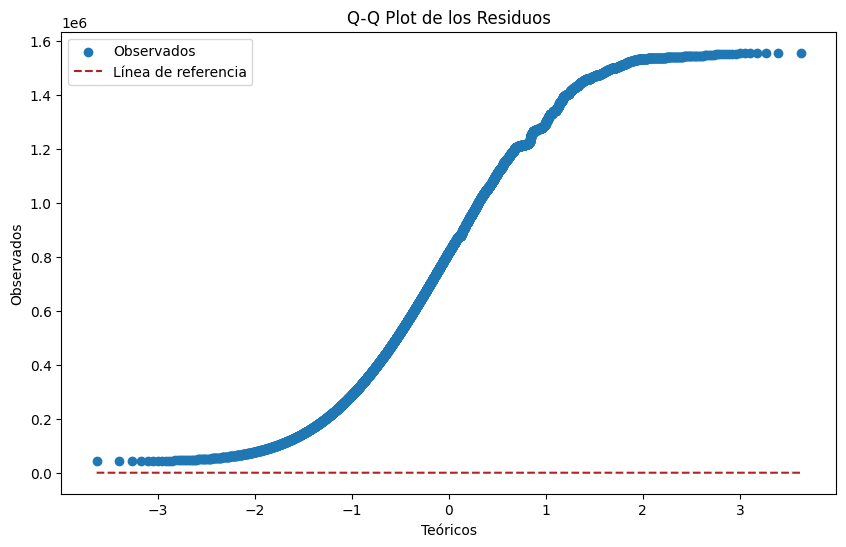 Q-Q Plot de los Residuos
1e6
Observados
Línea de referencia
1.6
1.4
1.2
1.0
0.8
0.6
0.4
0.2
0.0
Observados
−3
−2
−1
0
1
2
3
Teóricos